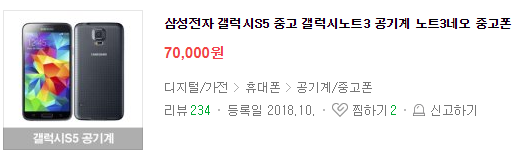 삼성전자 갤럭시S5 중고 갤럭시노트3 공기계 노트3네오 중고폰
70,000원
디지털/가전 > 휴대폰 > 공기계/중고폰
리뷰 234 · 등록일 2018.10. · 찜하기 2 · 신고하기
SAMSUNG
갤럭시S5 공기계